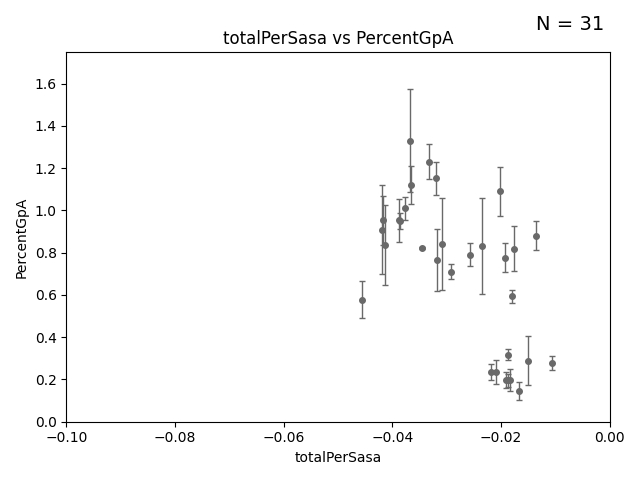 N = 31
totalPerSasa vs PercentGpA
PercentGpA
1.6
1.4
1.2
1.0
0.8
0.6
0.4
0.2
0.0
−0.10 −0.08 −0.06 −0.04 −0.02 0.00
totalPerSasa